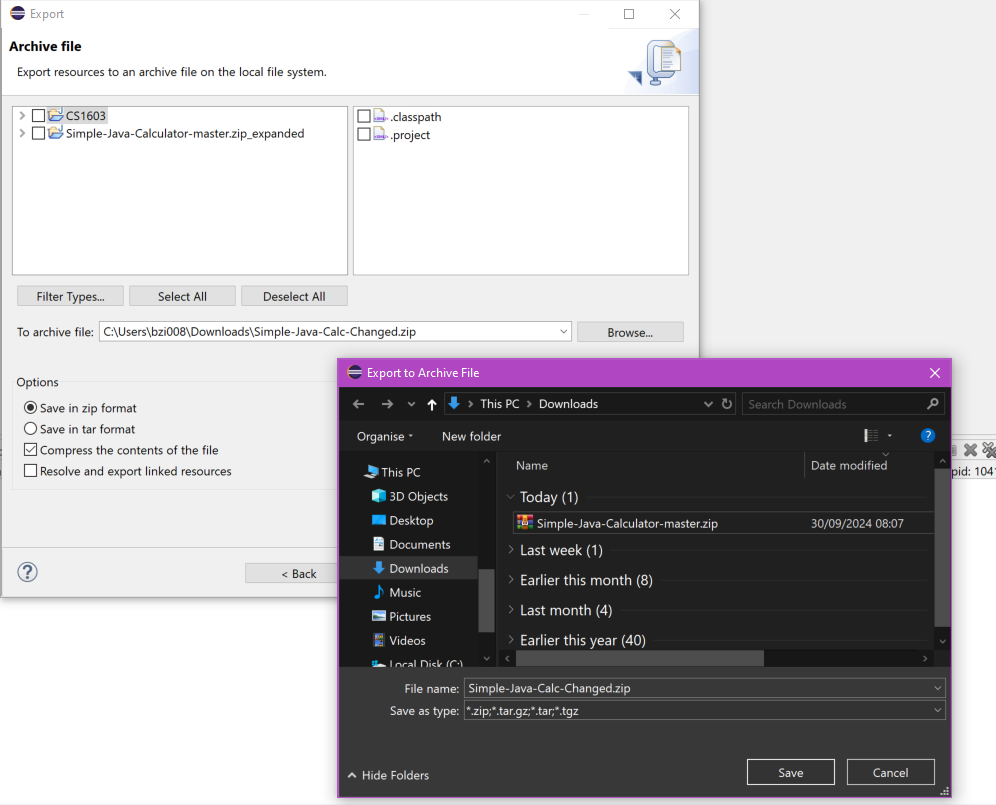 Export
Archive file
Export resources to an archive file on the local file system.
CS1603
Simple-Java-Calculator-master.zip_expanded
.classpath
.project
Filter Types...
Select All
Deselect All
To archive file:
C:\Users\bzi008\Downloads\Simple-Java-Calc-Changed.zip
Browse...
Options
Save in zip format
Save in tar format
Compress the contents of the file
Resolve and export linked resources
?
< Back
Export to Archive File
This PC > Downloads
Search Downloads
Organise
New folder
?
This PC
3D Objects
Desktop
Documents
Downloads
Music
Pictures
Videos
Local Disk (C:)
Name
Date modified
Today (1)
Simple-Java-Calculator-master.zip
30/09/2024 08:07
Last week (1)
Earlier this month (8)
Last month (4)
Earlier this year (40)
File name:
Simple-Java-Calc-Changed.zip
Save as type:
*.zip;*.tar.gz;*.tar;*.tgz
Hide Folders
Save
Cancel
pid: 1041